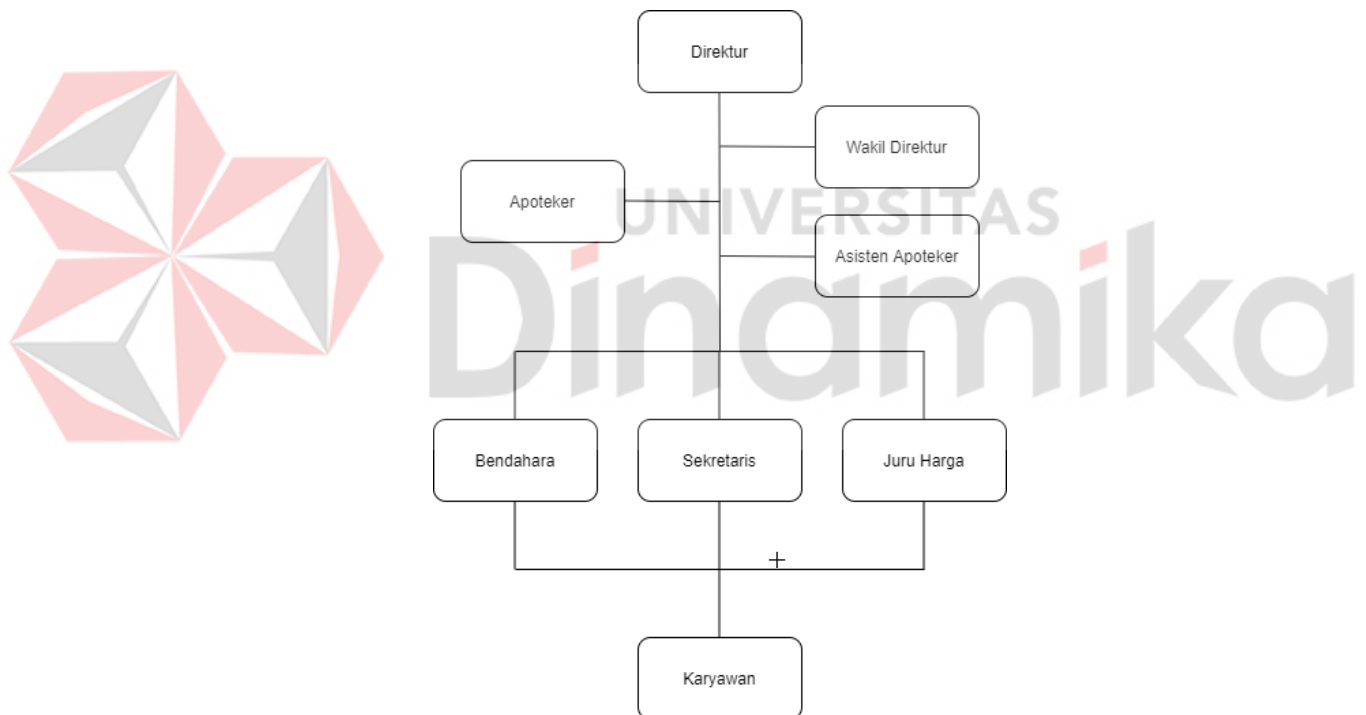 Direktur
Wakil Direktur
Apoteker
UNIVERSITAS
Dinamika
Asisten Apoteker
Bendahara
Sekretaris
Juru Harga
Karyawan